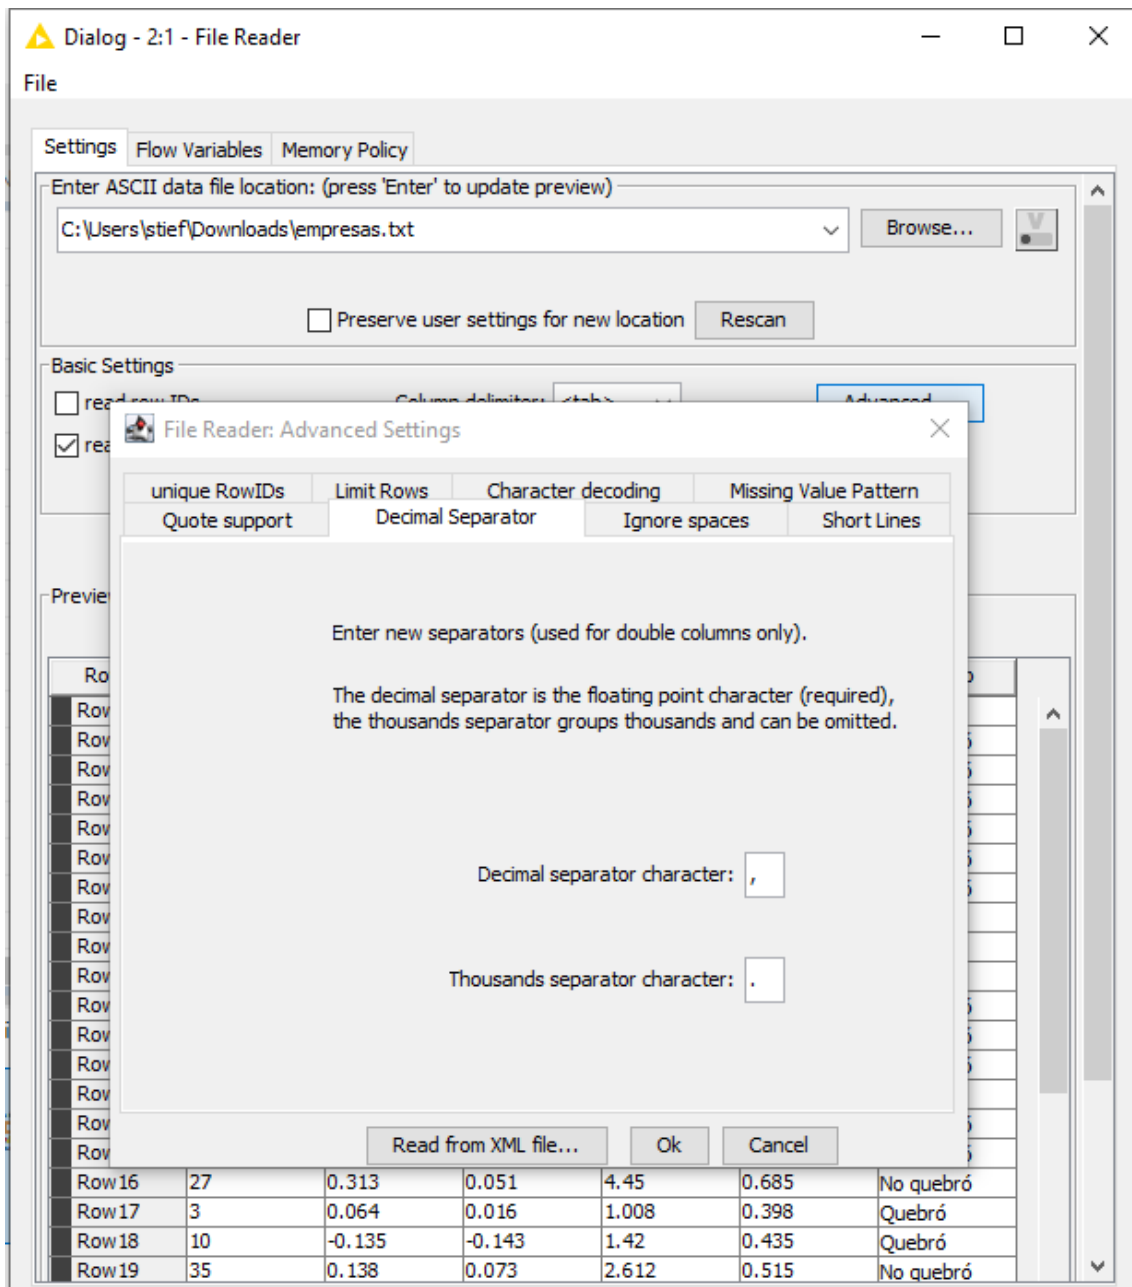 Dialog - 2:1 - File Reader
File
Settings Flow Variables Memory Policy
Enter ASCII data file location: (press 'Enter' to update preview)
C:\Users\stief\Downloads\empresas.txt Browse... V
Preserve user settings for new location Rescan
Basic Settings
read row IDs Column delimiter: <tab> Advanced...
File Reader: Advanced Settings
unique RowIDs Limit Rows Character decoding Missing Value Pattern
Quote support Decimal Separator Ignore spaces Short Lines
Enter new separators (used for double columns only).
The decimal separator is the floating point character (required),
the thousands separator groups thousands and can be omitted.
Decimal separator character: ,
Thousands separator character: .
Read from XML file... Ok Cancel
Row16 27 0.313 0.051 4.45 0.685 No quebró
Row17 3 0.064 0.016 1.008 0.398 Quebró
Row18 10 -0.135 -0.143 1.42 0.435 Quebró
Row19 35 0.138 0.073 2.612 0.515 No quebró